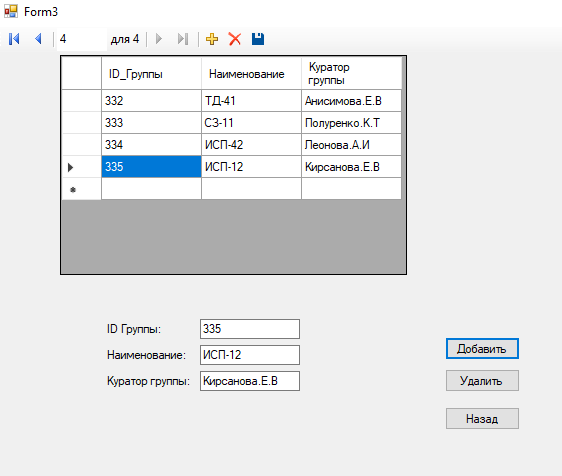 Form3
4 для 4
ID_Группы Наименование Куратор группы
332 ТД-41 Анисимова.Е.В
333 СЗ-11 Полуренко.К.Т
334 ИСП-42 Леонова.А.И
335 ИСП-12 Кирсанова.Е.В
ID Группы: 335
Наименование: ИСП-12
Куратор группы: Кирсанова.Е.В
Добавить
Удалить
Назад